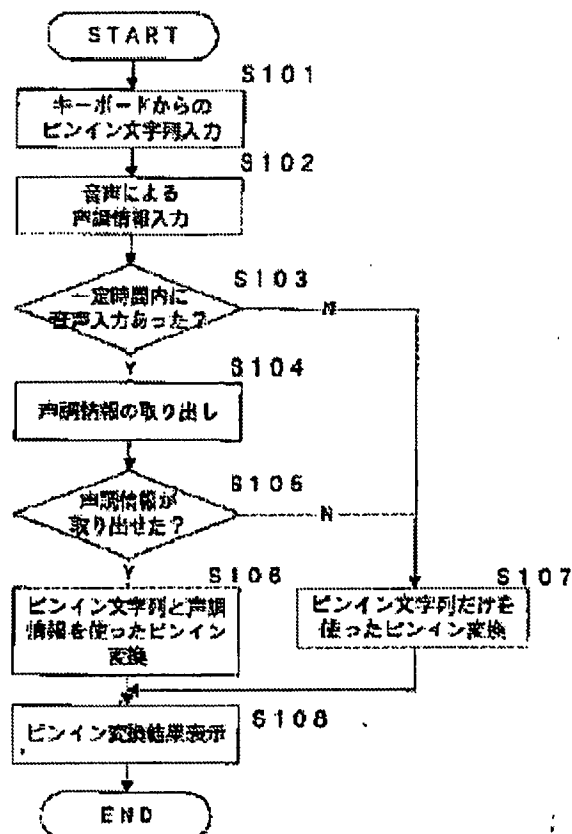 START
S101
キーボードからの
ピンイン文字列入力
S102
音声による
声調情報入力
S103
一定時間内に
音声入力あった？
N
Y
S104
声調情報の取り出し
S105
声調情報が
取り出せた？
N
Y
S106
ピンイン文字列と声調
情報を使ったピンイン
変換
S107
ピンイン文字列だけを
使ったピンイン変換
S108
ピンイン変換結果表示
END